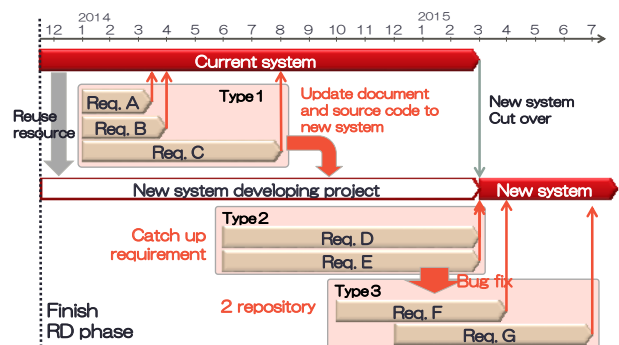 2014 2015
12 1 2 3 4 5 6 7 8 9 10 11 12 1 2 3 4 5 6 7
Current system
Reuse
resource
Type1
Req. A
Req. B
Req. C
Update document
and source code to
new system
New system
Cut over
New system developing project
New system
Catch up
requirement
Type2
Req. D
Req. E
Bug fix
2 repository
Type3
Req. F
Req. G
Finish
RD phase